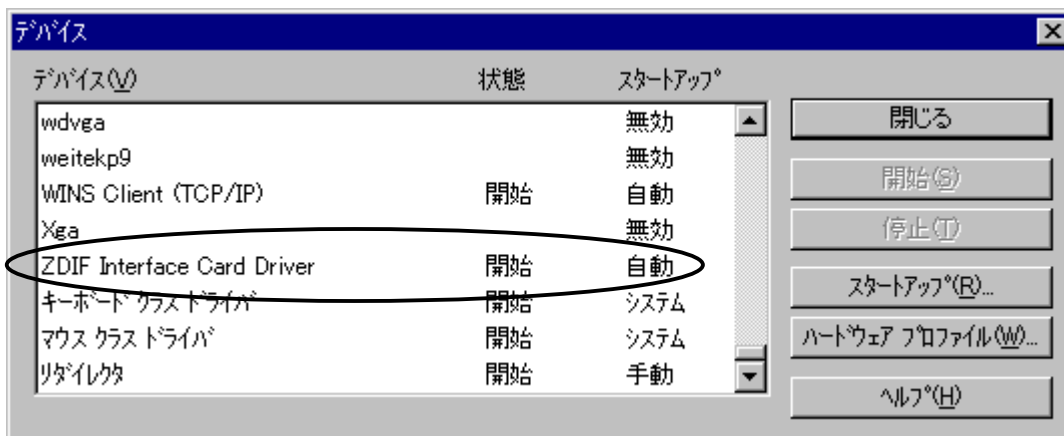 デバイス
デバイス(V) 状態 スタートアップ
wdvga 無効
weitekp9 無効
WINS Client (TCP/IP) 開始 自動
Xga 無効
ZDIF Interface Card Driver 開始 自動
キーボード クラス ドライバ 開始 システム
マウス クラス ドライバ 開始 システム
リダイレクタ 開始 手動
閉じる
開始(S)
停止(T)
スタートアップ(R)...
ハードウェア プロファイル(W)...
ヘルプ(H)